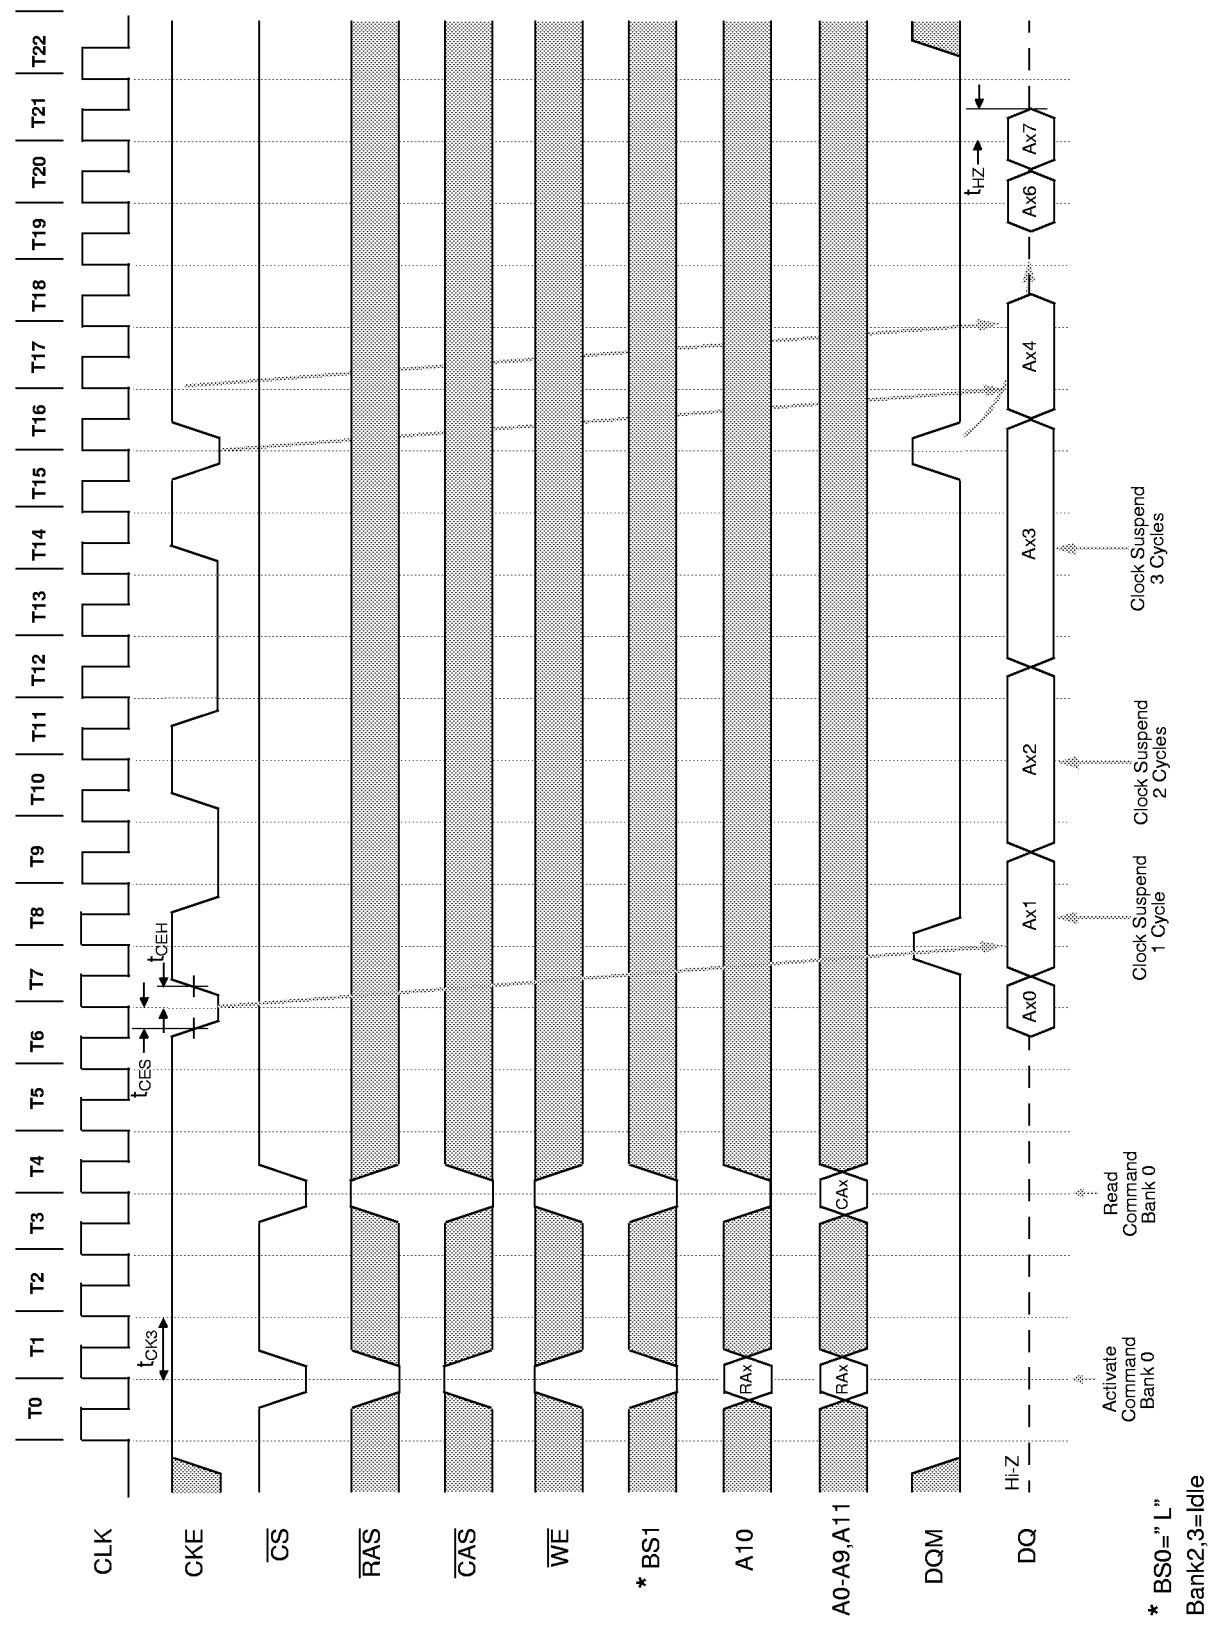 T0 T1 T2 T3 T4 T5 T6 T7 T8 T9 T10 T11 T12 T13 T14 T15 T16 T17 T18 T19 T20 T21 T22
CLK
tCK3
tCES
tCEH
CKE
CS
RAS
CAS
WE
* BS1
A10
RAx
A0-A9,A11
RAx
CAx
DQM
tHZ
DQ
Hi-Z
Ax0
Ax1
Ax2
Ax3
Ax4
Ax6
Ax7
Activate
Command
Bank 0
Read
Command
Bank 0
Clock Suspend
1 Cycle
Clock Suspend
2 Cycles
Clock Suspend
3 Cycles
* BS0=”L”
Bank2,3=Idle